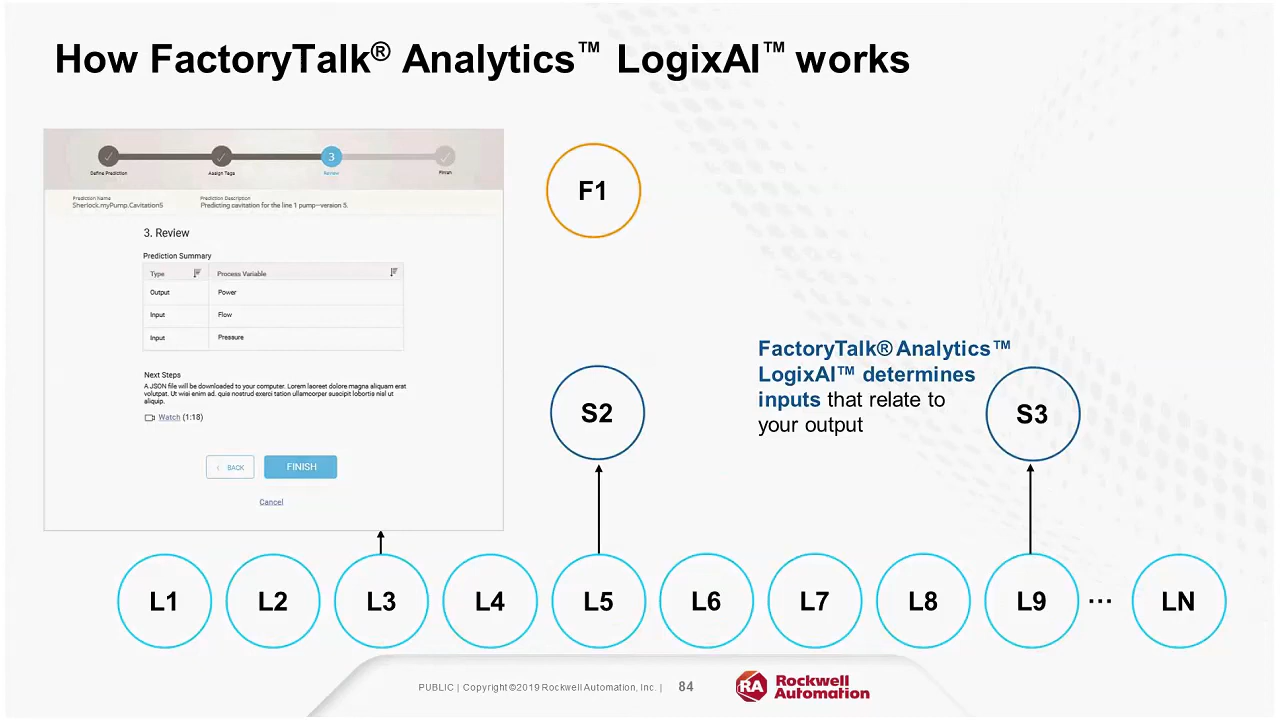 How FactoryTalk® Analytics™ LogixAI™ works
3
Define Prediction
Assign Tags
Review
Finish
Prediction Name
Prediction Description
Sherlock.myPump.Cavitation5
Predicting cavitation for the line 1 pump—version 5.
3. Review
Prediction Summary
Type
Process Variable
Output
Power
Input
Flow
Input
Pressure
Next Steps
A JSON file will be downloaded to your computer. Lorem laoreet dolore magna aliquam erat
volutpat. Ut wisi enim ad. quis nostrud exerci tation ullamcorper suscipit lobortis nisl ut
aliquip.
Watch (1:18)
‹ BACK
FINISH
Cancel
F1
FactoryTalk® Analytics™
LogixAI™ determines
inputs that relate to
your output
S2
S3
L1
L2
L3
L4
L5
L6
L7
L8
L9
...
LN
PUBLIC | Copyright ©2019 Rockwell Automation, Inc. |
84
RA
Rockwell
Automation